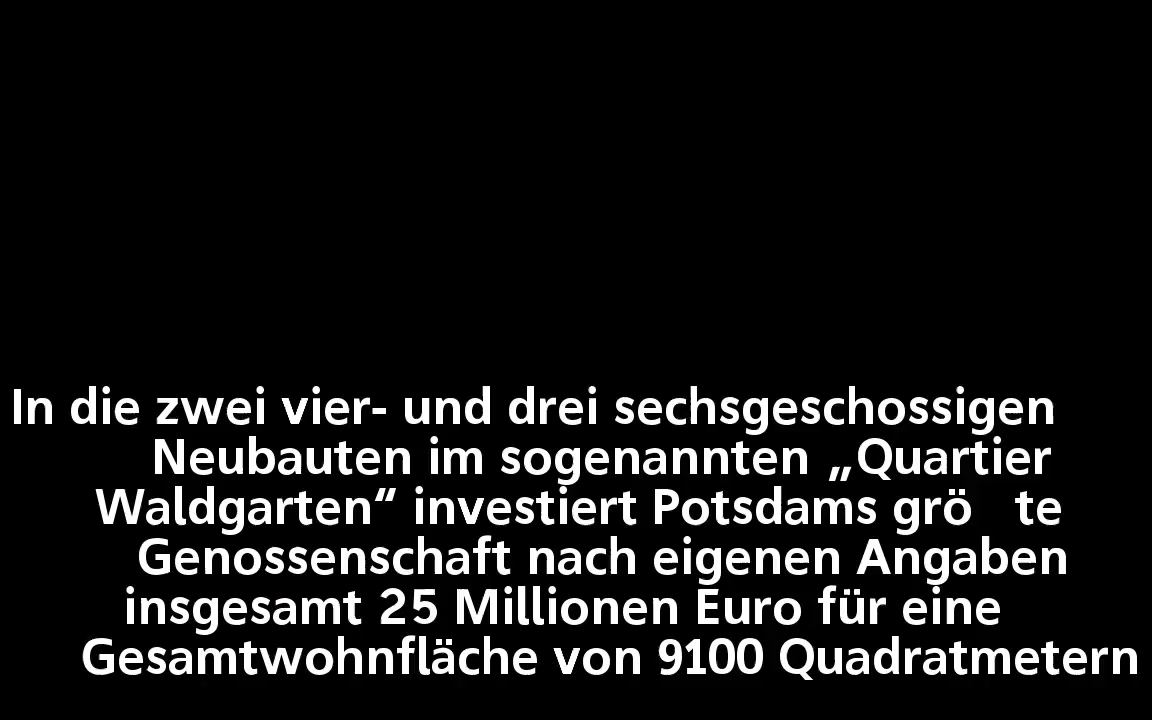 In die zwei vier- und drei sechsgeschossigen
Neubauten im sogenannten „Quartier
Waldgarten“ investiert Potsdams grö te
Genossenschaft nach eigenen Angaben
insgesamt 25 Millionen Euro für eine
Gesamtwohnfläche von 9100 Quadratmetern